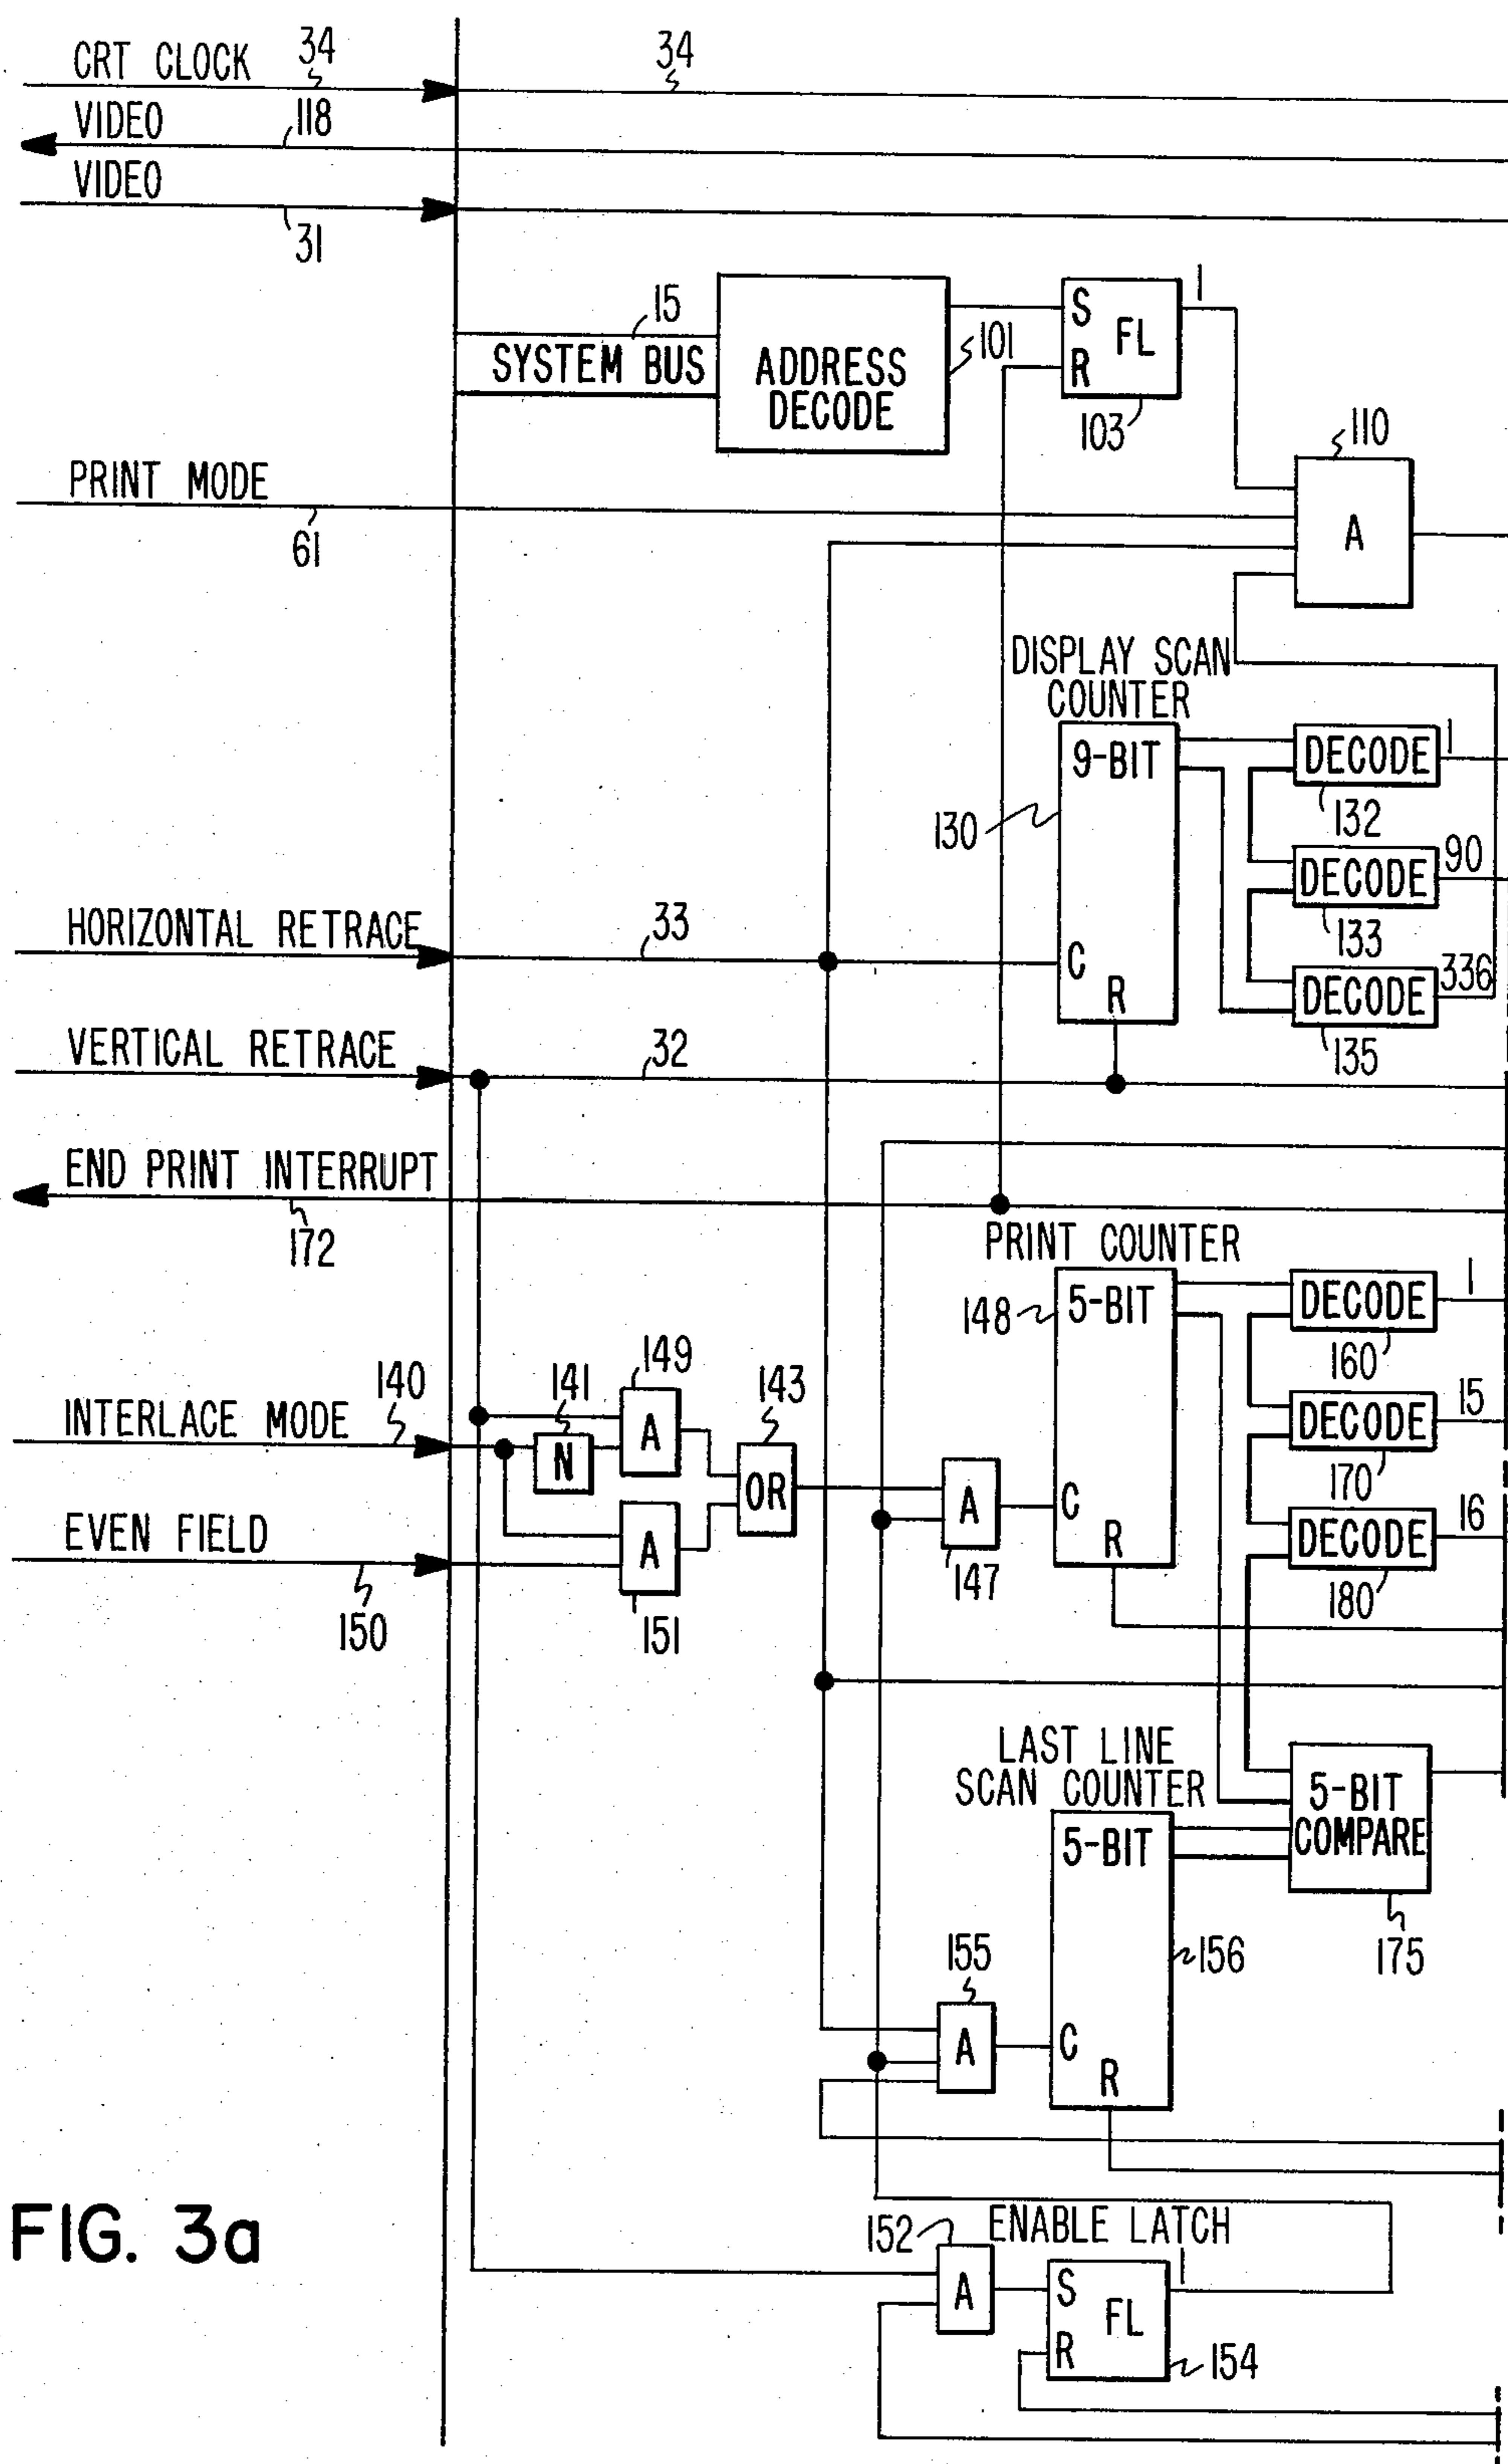 CRT CLOCK 34 34
VIDEO 118
VIDEO
31
15
SYSTEM BUS
ADDRESS
DECODE
101
S
R
FL
1
103
110
A
PRINT MODE
61
DISPLAY SCAN
COUNTER
9-BIT
130
C
R
DECODE 1
132
DECODE 90
133
DECODE 336
135
HORIZONTAL RETRACE 33
VERTICAL RETRACE 32
END PRINT INTERRUPT
172
PRINT COUNTER
148
5-BIT
C
R
DECODE 1
160
DECODE 15
170
DECODE 16
180
INTERLACE MODE 140
141
N
149
A
143
OR
A
147
EVEN FIELD
150
A
151
LAST LINE
SCAN COUNTER
5-BIT
C
R
156
5-BIT
COMPARE
175
155
A
152
A
ENABLE LATCH
S
R
FL
1
154
FIG. 3a